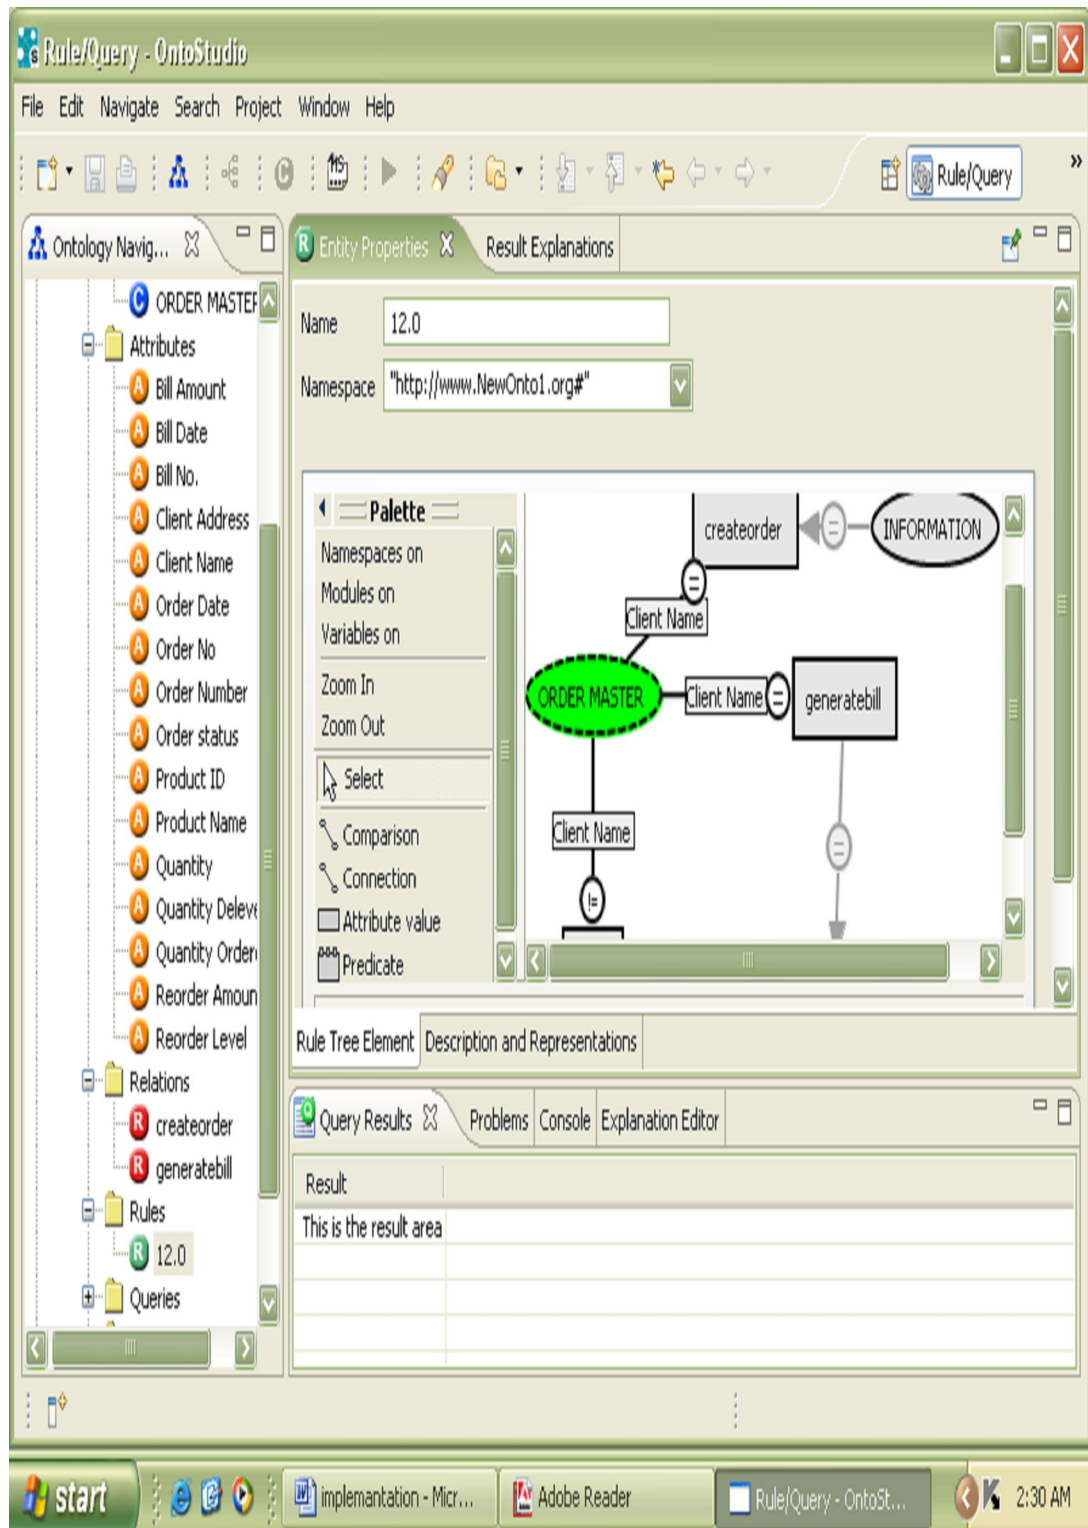 Rule/Query - OntoStudio
File Edit Navigate Search Project Window Help
Rule/Query
Ontology Navig...
ORDER MASTER
Attributes
Bill Amount
Bill Date
Bill No.
Client Address
Client Name
Order Date
Order No
Order Number
Order status
Product ID
Product Name
Quantity
Quantity Deleve
Quantity Order
Reorder Amoun
Reorder Level
Relations
createorder
generatebill
Rules
12.0
Queries
Entity Properties Result Explanations
Name 12.0
Namespace "http://www.NewOnto1.org#"
Palette
Namespaces on
Modules on
Variables on
Zoom In
Zoom Out
Select
Comparison
Connection
Attribute value
Predicate
createorder = INFORMATION
=
Client Name
ORDER MASTER Client Name = generatebill
Client Name =
!=
Rule Tree Element Description and Representations
Query Results Problems Console Explanation Editor
Result
This is the result area
start implemantation - Micr... Adobe Reader Rule/Query - OntoSt... 2:30 AM